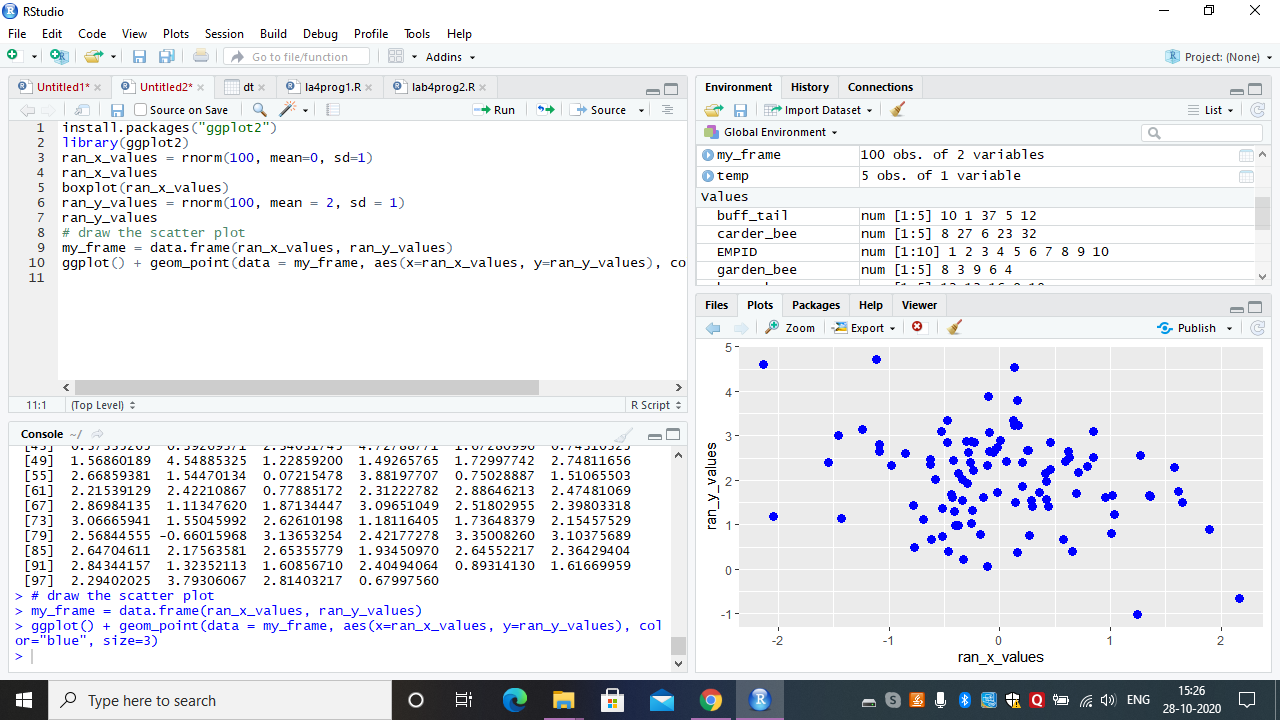 RStudio
File Edit Code View Plots Session Build Debug Profile Tools Help
Go to file/function Addins Project: (None)
Untitled1* Untitled2* dt la4prog1.R lab4prog2.R
Source on Save Run Source
1 install.packages("ggplot2")
2 library(ggplot2)
3 ran_x_values = rnorm(100, mean=0, sd=1)
4 ran_x_values
5 boxplot(ran_x_values)
6 ran_y_values = rnorm(100, mean = 2, sd = 1)
7 ran_y_values
8 # draw the scatter plot
9 my_frame = data.frame(ran_x_values, ran_y_values)
10 ggplot() + geom_point(data = my_frame, aes(x=ran_x_values, y=ran_y_values), co
11
11:1 (Top Level) R Script
Console ~/
[49] 1.56860189 4.54885325 1.22859200 1.49265765 1.72997742 2.74811656
[55] 2.66859381 1.54470134 0.07215478 3.88197707 0.75028887 1.51065503
[61] 2.21539129 2.42210867 0.77885173 2.31222782 2.88646213 2.47481069
[67] 2.86984135 1.11347620 1.87134447 3.09651049 2.55802955 2.39803318
[73] 3.06665941 1.55045992 2.62610198 1.18116405 1.73648379 2.15457529
[79] 2.56844555 -0.66015968 3.13653254 2.42177278 3.35008260 3.10375689
[85] 2.64704611 2.17563581 2.65355779 1.93450970 2.64552217 2.36429404
[91] 2.84344157 1.32352113 1.60856710 2.40494064 0.89314130 1.61669959
[97] 2.29402025 3.79306067 2.81403217 0.67997560
> # draw the scatter plot
> my_frame = data.frame(ran_x_values, ran_y_values)
> ggplot() + geom_point(data = my_frame, aes(x=ran_x_values, y=ran_y_values), col
or="blue", size=3)
>
Environment History Connections
Import Dataset List
Global Environment
my_frame 100 obs. of 2 variables
temp 5 obs. of 1 variable
Values
buff_tail num [1:5] 10 1 37 5 12
carder_bee num [1:5] 8 27 6 23 32
EMPID num [1:10] 1 2 3 4 5 6 7 8 9 10
garden_bee num [1:5] 8 3 9 6 4
Files Plots Packages Help Viewer
Zoom Export Publish
5
4
3
2
1
0
-1
ran_y_values
-2 -1 0 1 2
ran_x_values
Type here to search
ENG
15:26
28-10-2020